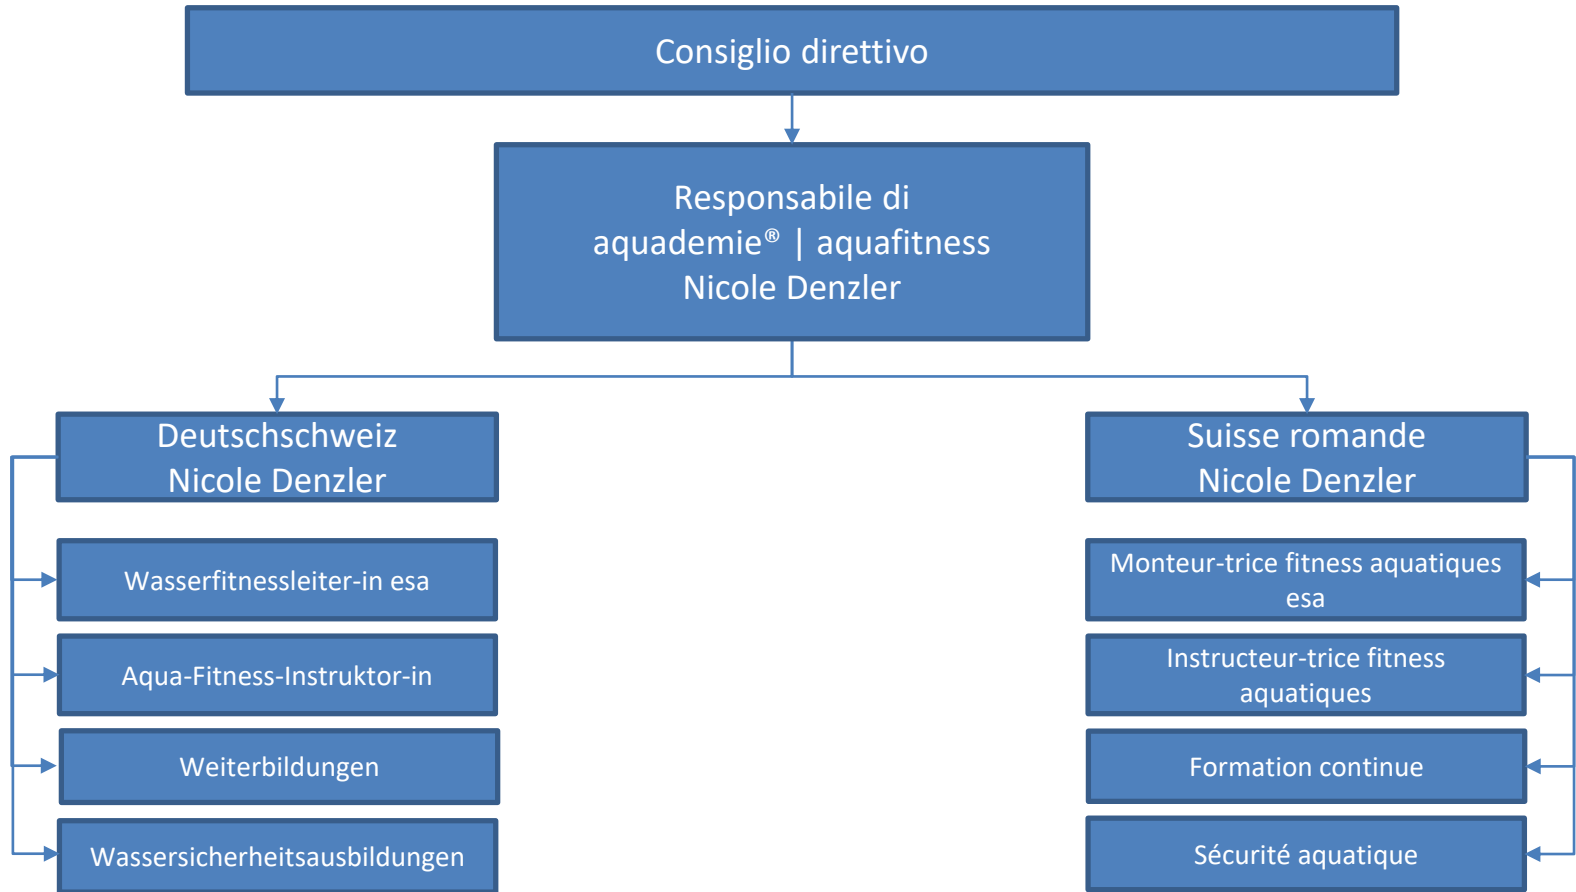 Consiglio direttivo
Responsabile di
aquademie® | aquafitness
Nicole Denzler
Deutschschweiz
Nicole Denzler
Wasserfitnessleiter-in esa
Aqua-Fitness-Instruktor-in
Weiterbildungen
Wassersicherheitsausbildungen
Suisse romande
Nicole Denzler
Monteur-trice fitness aquatiques
esa
Instructeur-trice fitness
aquatiques
Formation continue
Sécurité aquatique